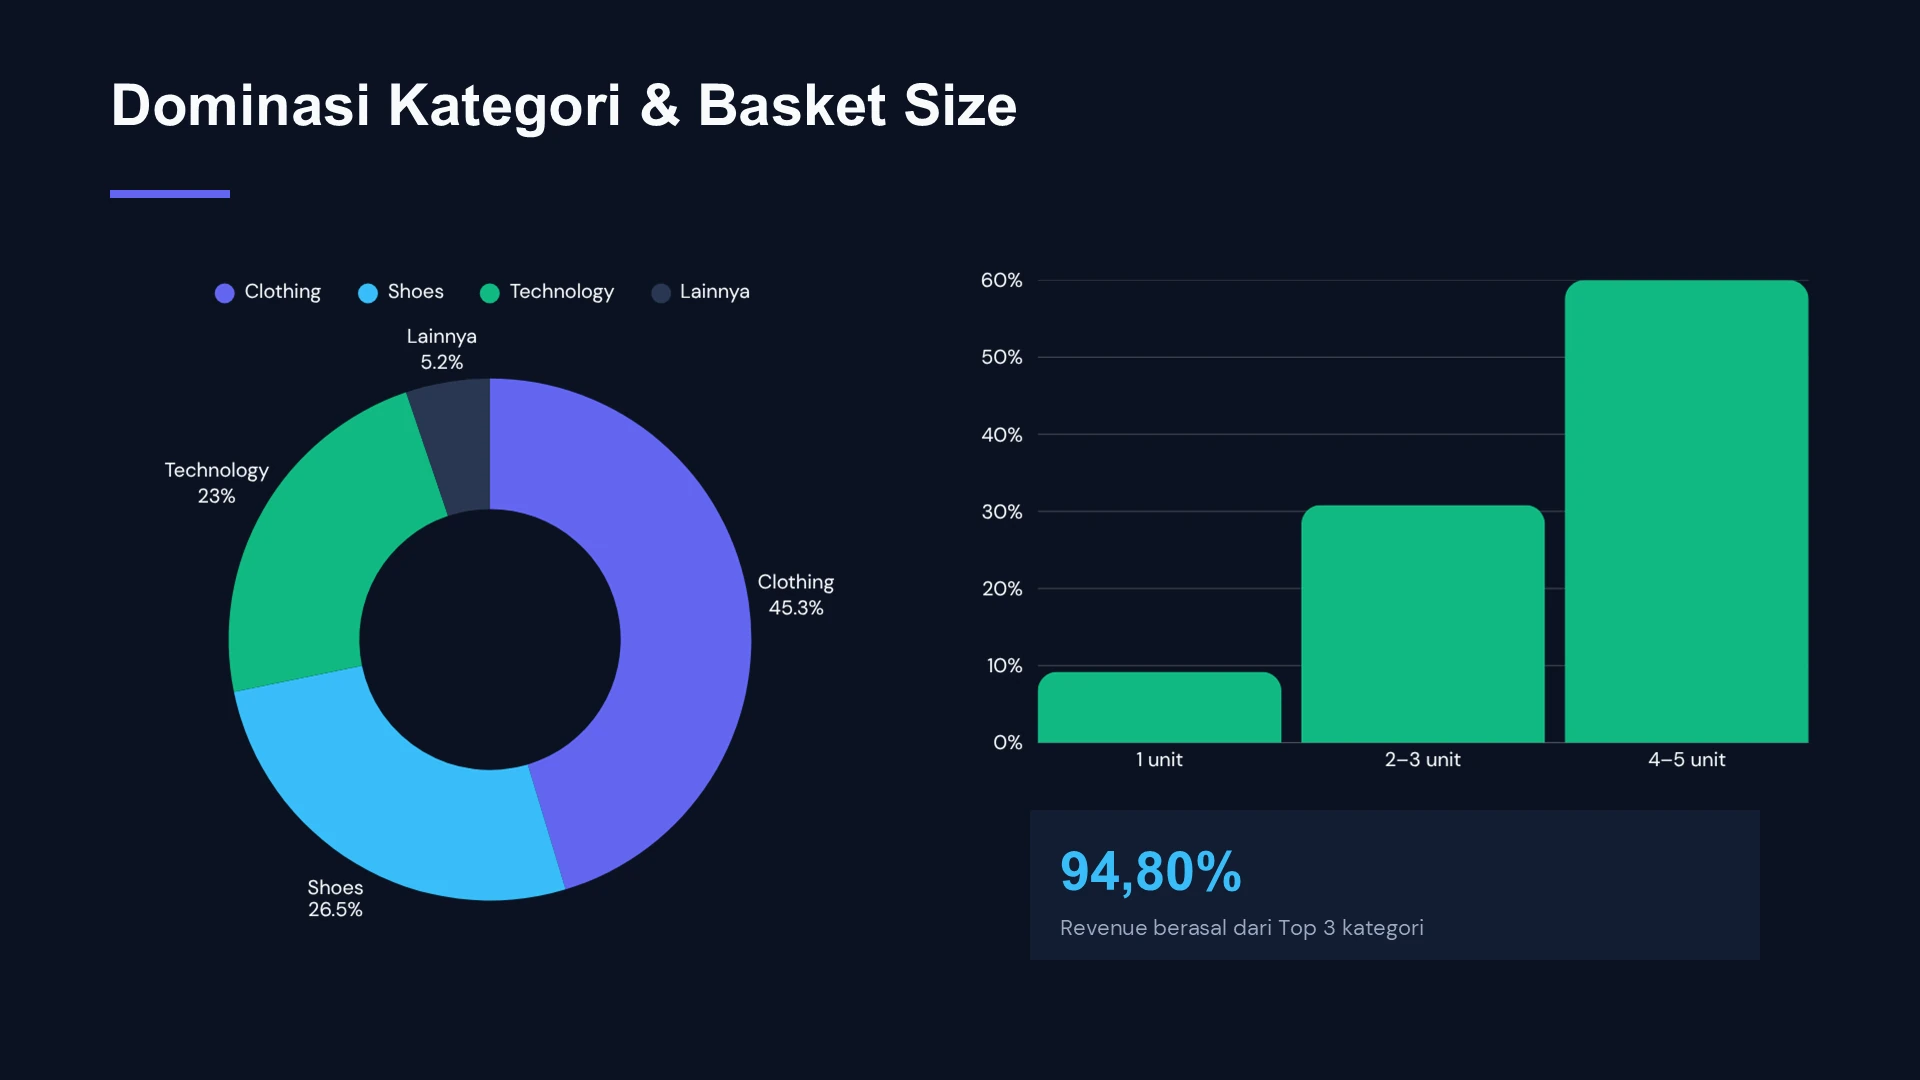 Dominasi Kategori & Basket Size
Clothing
Shoes
Technology
Lainnya
Lainnya
5.2%
Technology
23%
Clothing
45.3%
Shoes
26.5%
60%
50%
40%
30%
20%
10%
0%
1 unit
2–3 unit
4–5 unit
94,80%
Revenue berasal dari Top 3 kategori